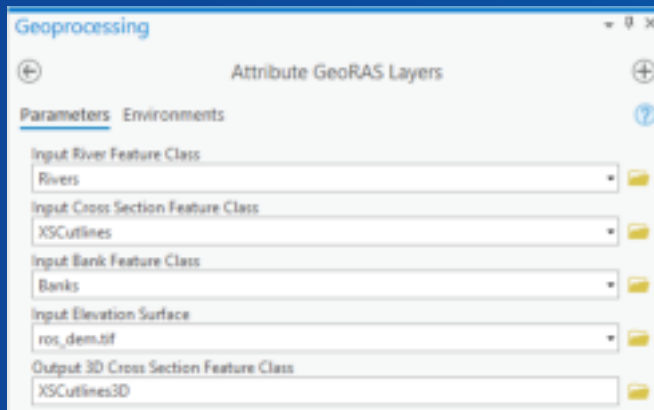 Geoprocessing
Attribute GeoRAS Layers
Parameters Environments
Input River Feature Class
Rivers
Input Cross Section Feature Class
XSCutlines
Input Bank Feature Class
Banks
Input Elevation Surface
ros_dem.tif
Output 3D Cross Section Feature Class
XSCutlines3D